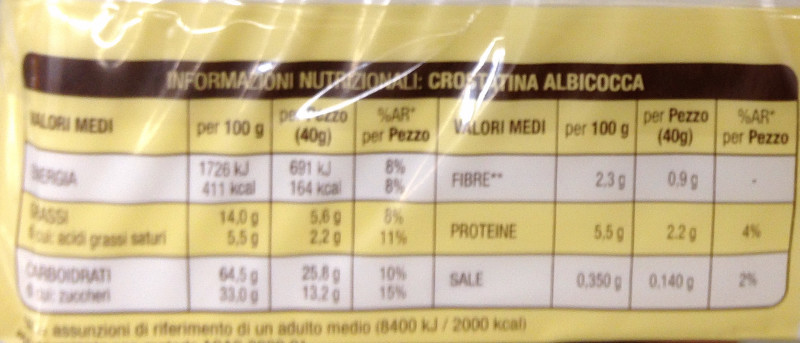 INFORMAZIONI NUTRIZIONALI: CROSTATINA ALBICOCCA
VALORI MEDI per 100 g per Pezzo (40g) %AR* per Pezzo VALORI MEDI per 100 g per Pezzo (40g) %AR* per Pezzo
ENERGIA 1726 kJ 691 kJ 8% FIBRE** 2,3 g 0,9 g -
411 kcal 164 kcal 8%
GRASSI 14,0 g 5,6 g 8% PROTEINE 5,5 g 2,2 g 4%
di cui: acidi grassi saturi 5,5 g 2,2 g 11%
CARBOIDRATI 64,5 g 25,8 g 10% SALE 0,350 g 0,140 g 2%
di cui: zuccheri 33,0 g 13,2 g 15%
assunzioni di riferimento di un adulto medio (8400 kJ / 2000 kcal)